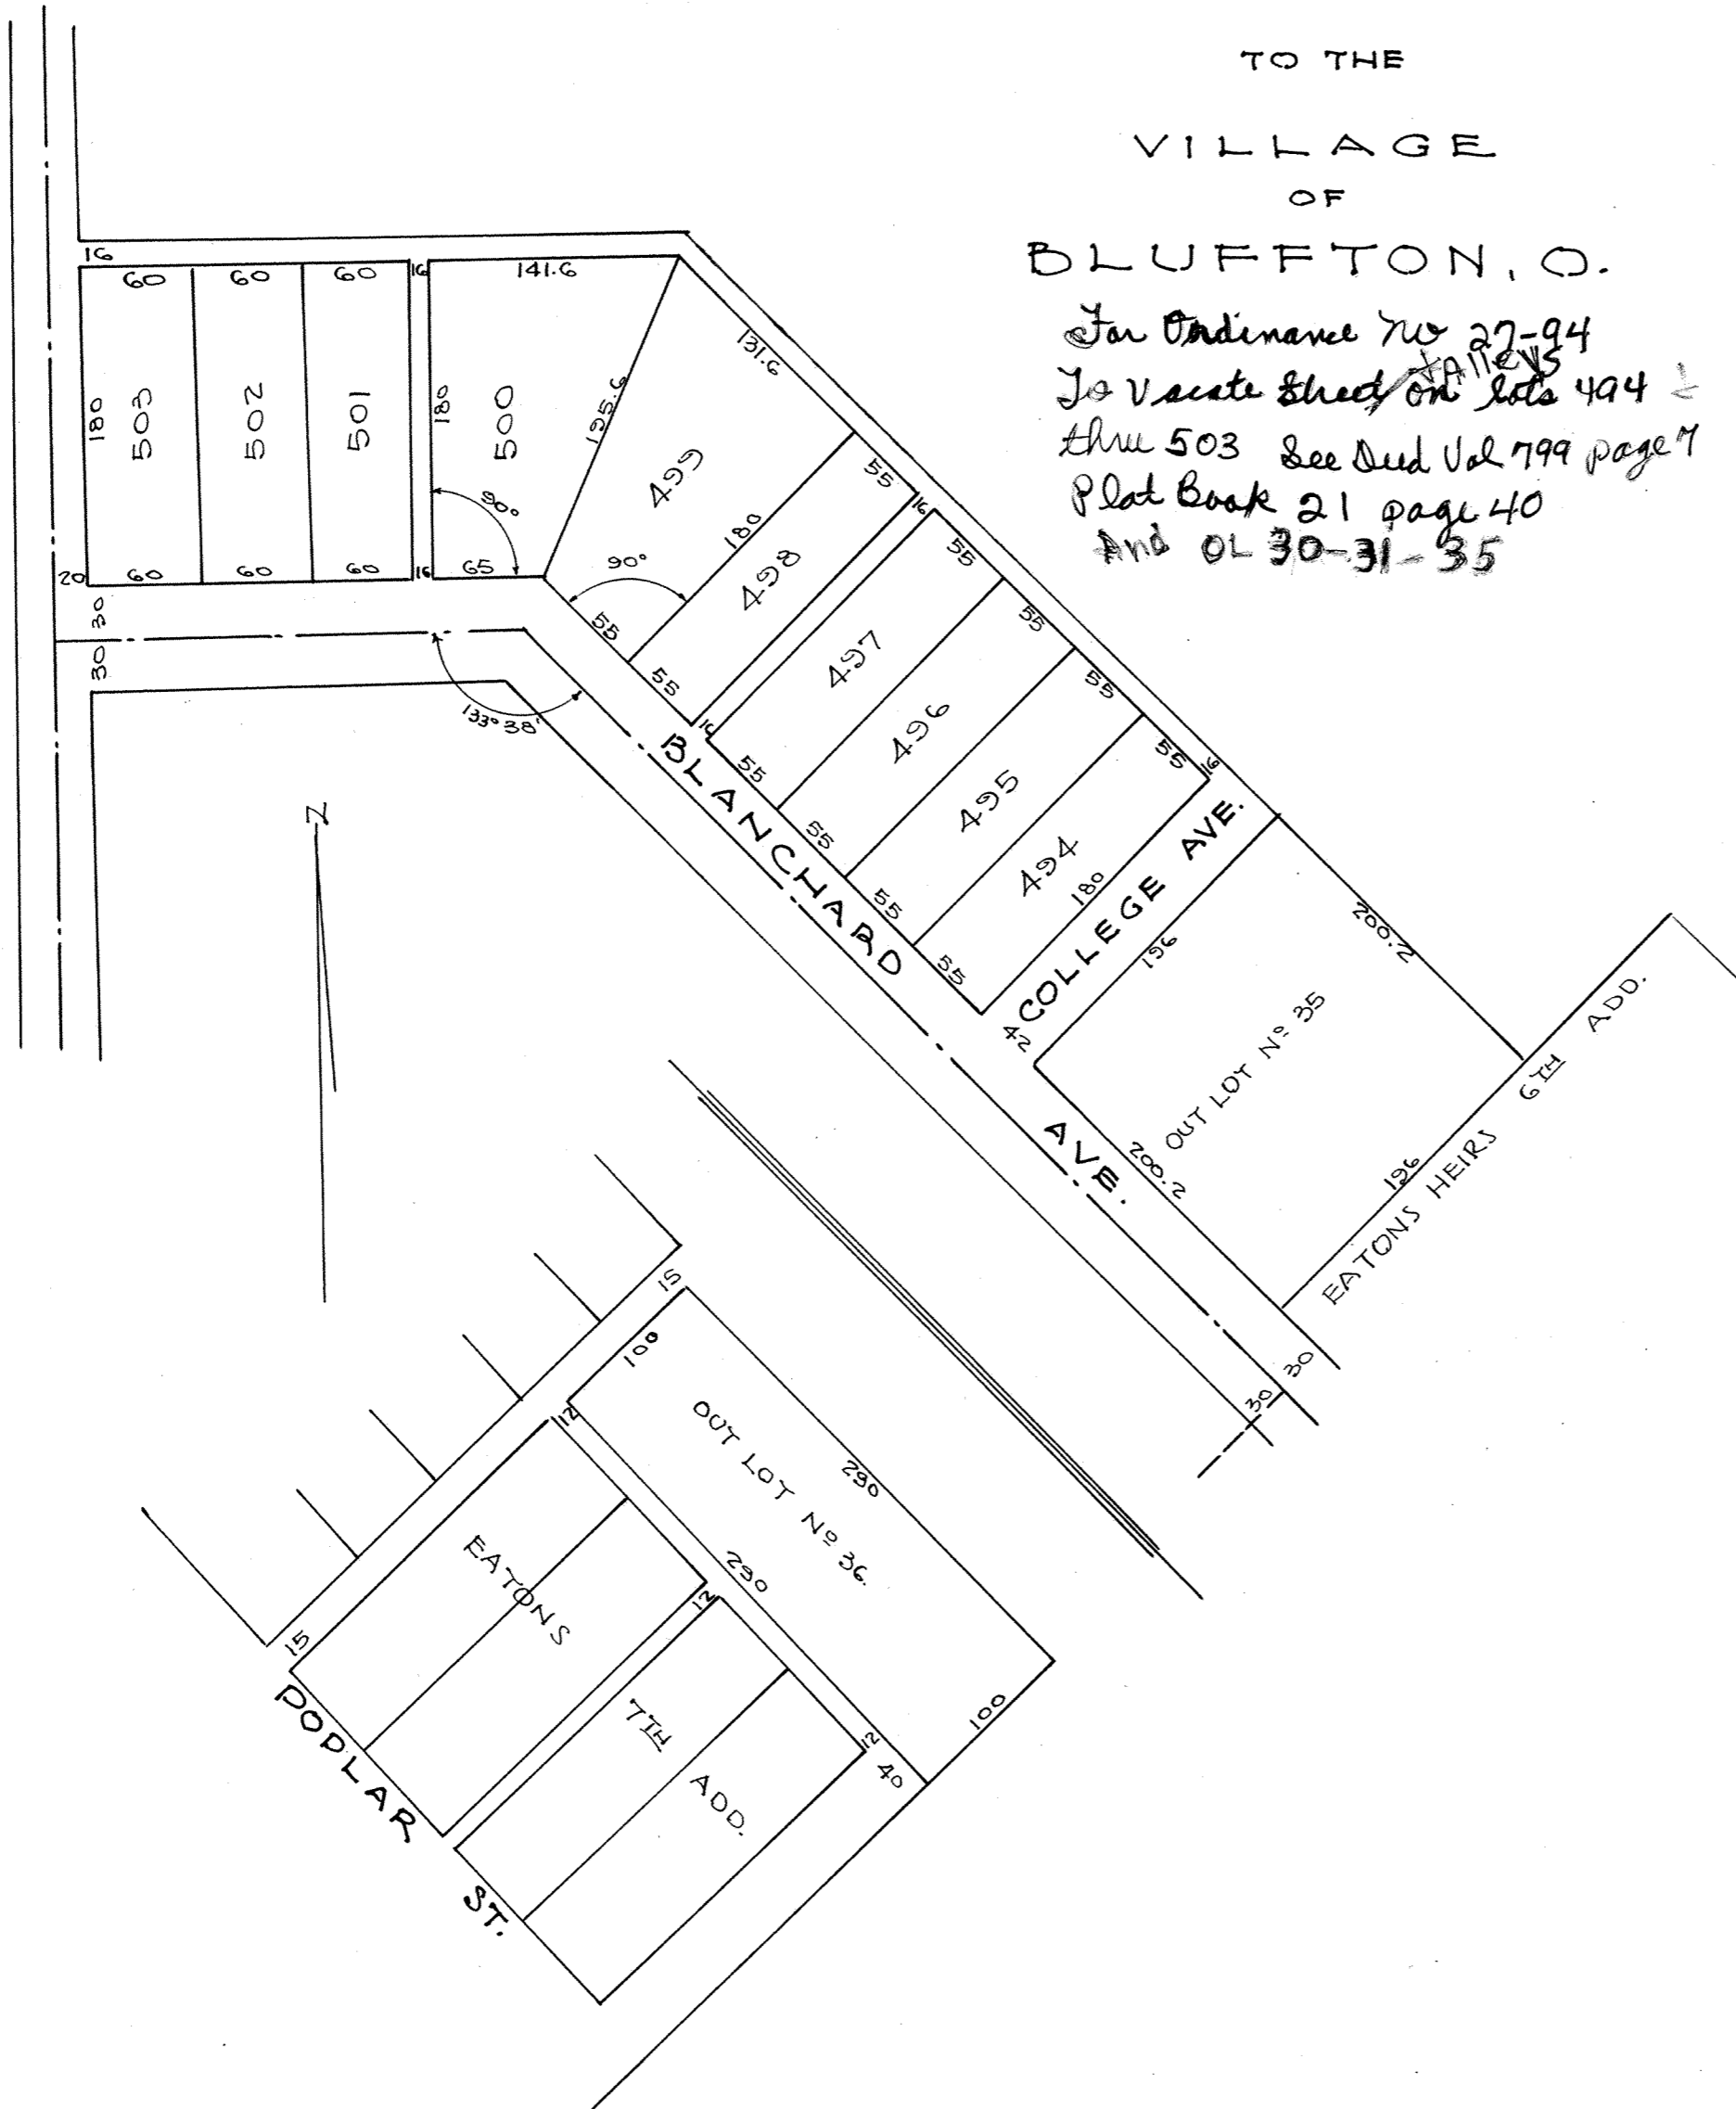 TO THE
VILLAGE
OF
BLUFFTON, O.
For Ordinance No 27-94
& Alleys
To Vacate Street on lots 494
thru 503 See Deed Vol 799 page 7
Plat Book 21 page 40
And OL 30-31-35
16
60 60 60 16 141.6
180 503 502 501 180 500 195.6
90°
20 60 60 60 16 65
30
30
133° 38'
131.6
499
55
180
90°
498
55
16
55
16
55
497
55
55
496
55
55
495
55
55
494
55
180
16
N
BLANCHARD AVE.
COLLEGE AVE.
42
196
200.2
OUT LOT Nº 35
200.2
196
EATONS HEIRS 6TH ADD.
30
30
15
100
12
OUT LOT Nº 36.
290
290
EATONS
12
7TH
ADD.
12
40
100
15
POPLAR ST.